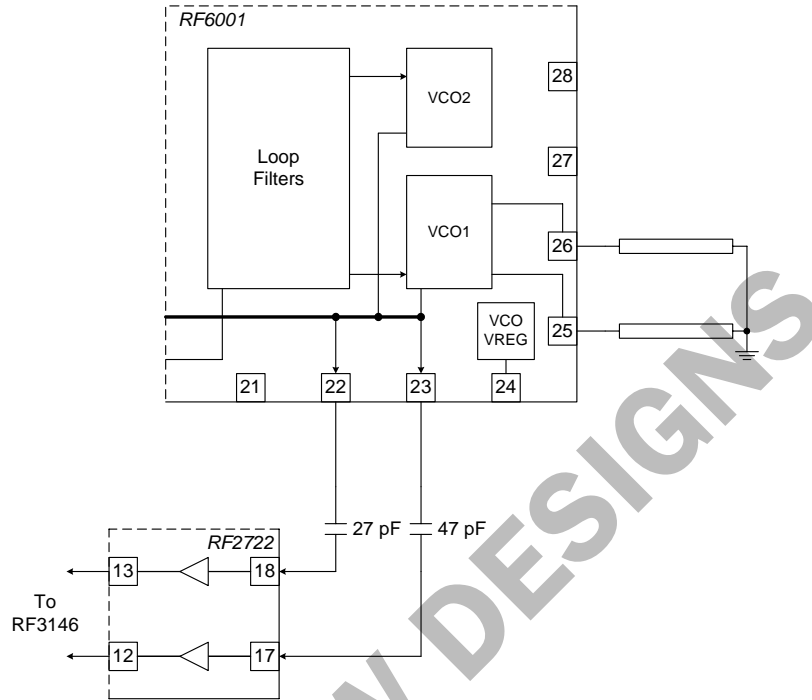 RF6001
Loop
Filters
VCO2
VCO1
VCO
VREG
28
27
26
25
21
22
23
24
27 pF
47 pF
RF2722
13
18
To
RF3146
12
17
DESIGNS